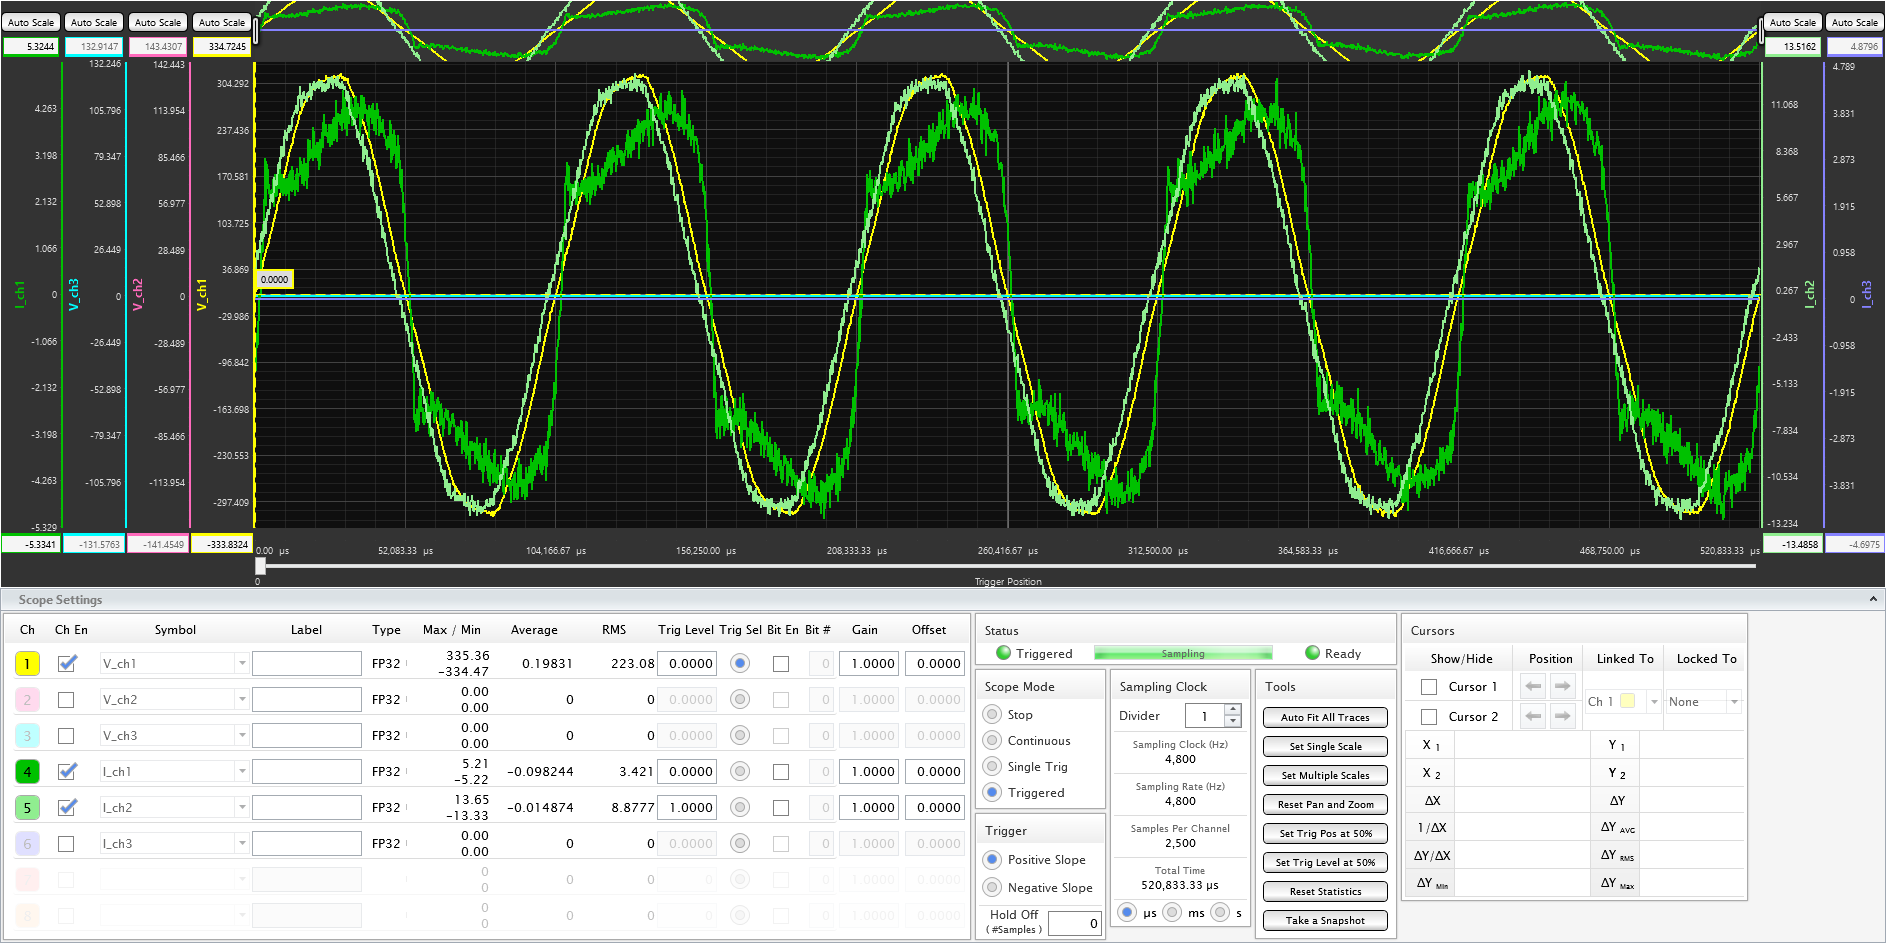 Auto Scale Auto Scale Auto Scale Auto Scale Auto Scale Auto Scale
5.3244 132.9147 143.4307 334.7245 13.5162 4.8796
132.246 142.443 4.789
4.263 105.796 113.954 304.292 11.068 3.831
237.436
3.198 79.347 85.466 170.581 8.368 2.873
2.132 52.898 56.977 103.725 5.667 1.915
1.066 26.449 28.489 36.869 2.967 0.958
0.0000
I_ch1 V_ch3 V_ch2 V_ch1 I_ch2 I_ch3
0 0 0 -29.986 0.267 0
-1.066 -26.449 -28.489 -96.842 -2.433 -0.958
-2.132 -52.898 -56.977 -163.698 -5.133 -1.915
-3.198 -79.347 -85.466 -230.553 -7.834 -2.873
-4.263 -105.796 -113.954 -297.409 -10.534 -3.831
-5.329 -13.234
-5.3341 -131.5763 -141.4549 -333.8324 -13.4858 -4.6975
0.00 µs 52,083.33 µs 104,166.67 µs 156,250.00 µs 208,333.33 µs 260,416.67 µs 312,500.00 µs 364,583.33 µs 416,666.67 µs 468,750.00 µs 520,833.33 µs
0 Trigger Position
Scope Settings
Ch Ch En Symbol Label Type Max / Min Average RMS Trig Level Trig Sel Bit En Bit # Gain Offset
1 V_ch1 FP32 335.36 -334.47 0.19831 223.08 0.0000 0 1.0000 0.0000
2 V_ch2 FP32 0.00 0.00 0 0 0.0000 0 1.0000 0.0000
3 V_ch3 FP32 0.00 0.00 0 0 0.0000 0 1.0000 0.0000
4 I_ch1 FP32 5.21 -5.22 -0.098244 3.421 0.0000 0 1.0000 0.0000
5 I_ch2 FP32 13.65 -13.33 -0.014874 8.8777 1.0000 0 1.0000 0.0000
6 I_ch3 FP32 0.00 0.00 0 0 0.0000 0 1.0000 0.0000
7 0 0 0 0 0.0000 0 1.0000 0.0000
8 0 0 0 0 0.0000 0 1.0000 0.0000
Status
Triggered Sampling Ready
Scope Mode
Stop
Continuous
Single Trig
Triggered
Trigger
Positive Slope
Negative Slope
Hold Off
( #Samples ) 0
Sampling Clock
Divider 1
Sampling Clock (Hz)
4,800
Sampling Rate (Hz)
4,800
Samples Per Channel
2,500
Total Time
520,833.33 µs
µs ms s
Tools
Auto Fit All Traces
Set Single Scale
Set Multiple Scales
Reset Pan and Zoom
Set Trig Pos at 50%
Set Trig Level at 50%
Reset Statistics
Take a Snapshot
Cursors
Show/Hide Position Linked To Locked To
Cursor 1
Ch 1 None
Cursor 2
X 1 Y 1
X 2 Y 2
ΔX ΔY
1/ΔX ΔY AVG
ΔY/ΔX ΔY RMS
ΔY Min ΔY Max